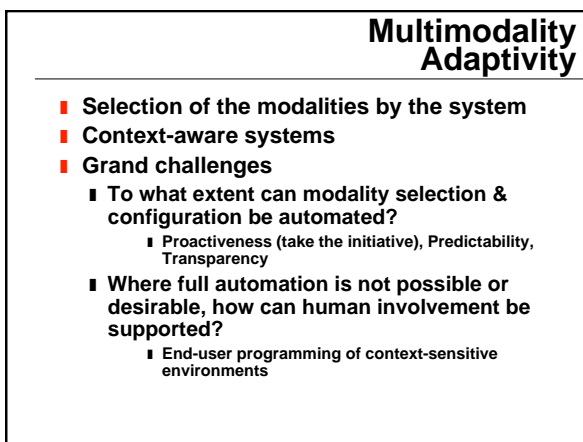 Multimodality
Adaptivity
Selection of the modalities by the system
Context-aware systems
Grand challenges
To what extent can modality selection &
configuration be automated?
Proactiveness (take the initiative), Predictability,
Transparency
Where full automation is not possible or
desirable, how can human involvement be
supported?
End-user programming of context-sensitive
environments